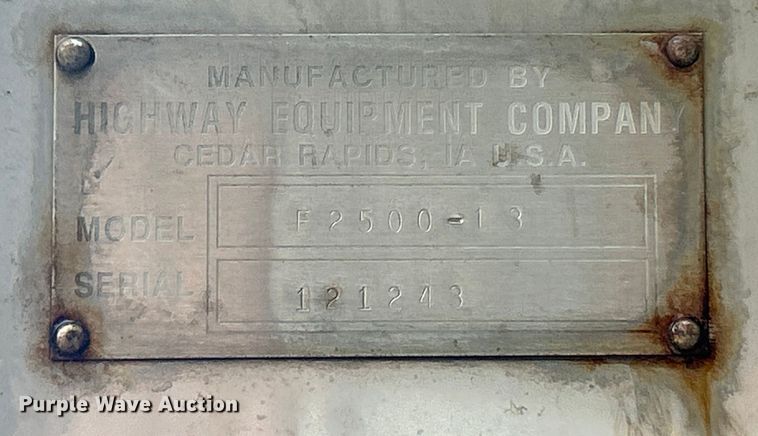 MANUFACTURED BY
HIGHWAY EQUIPMENT COMPANY
CEDAR RAPIDS, IA U.S.A.
MODEL F2500-13
SERIAL 121243
Purple Wave Auction